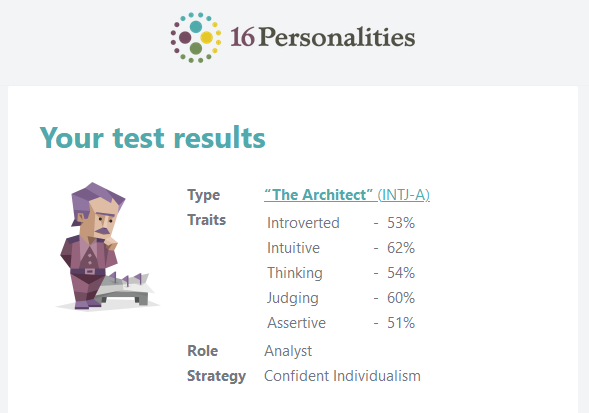 16Personalities
Your test results
Type “The Architect” (INTJ-A)
Traits Introverted - 53%
Intuitive - 62%
Thinking - 54%
Judging - 60%
Assertive - 51%
Role Analyst
Strategy Confident Individualism